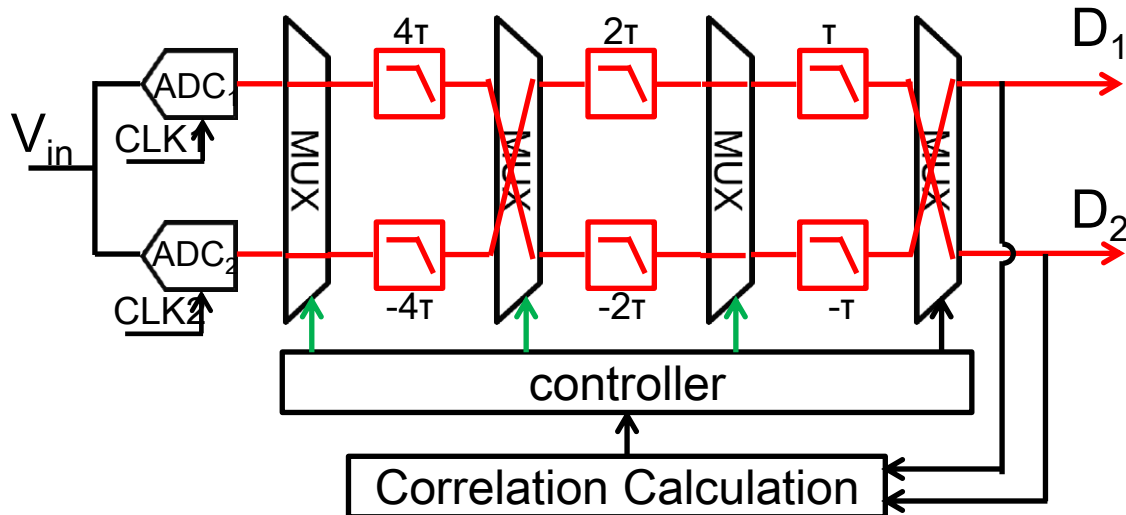 4τ
2τ
τ
D1
ADC1
MUX
MUX
MUX
MUX
Vin
CLK1
D2
ADC2
CLK2
-4τ
-2τ
-τ
controller
Correlation Calculation